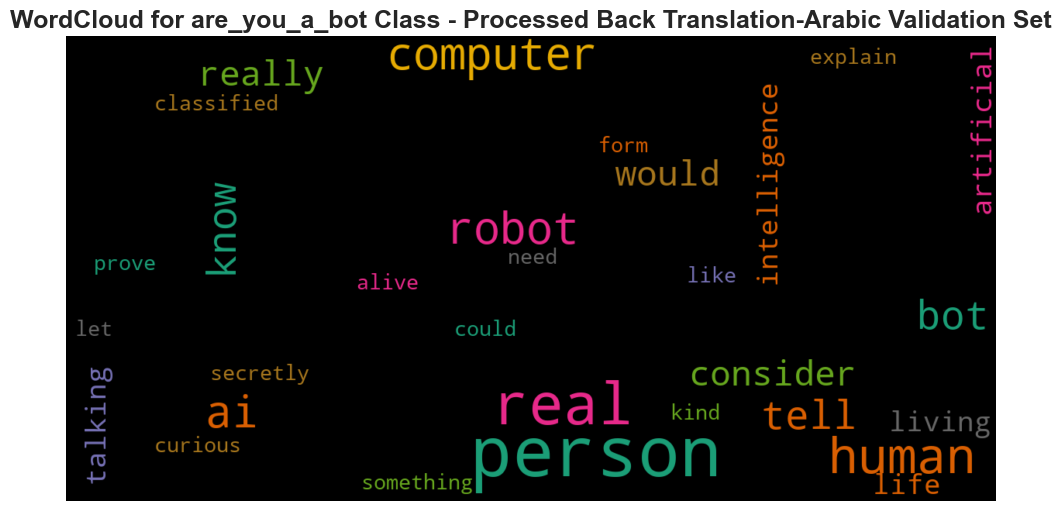 WordCloud for are_you_a_bot Class - Processed Back Translation-Arabic Validation Set
computer
explain
really
classified
artificial
intelligence
form
would
know
robot
need
prove
alive
like
bot
let
could
talking
secretly
consider
ai
real
kind
tell
living
curious
person
human
something
life